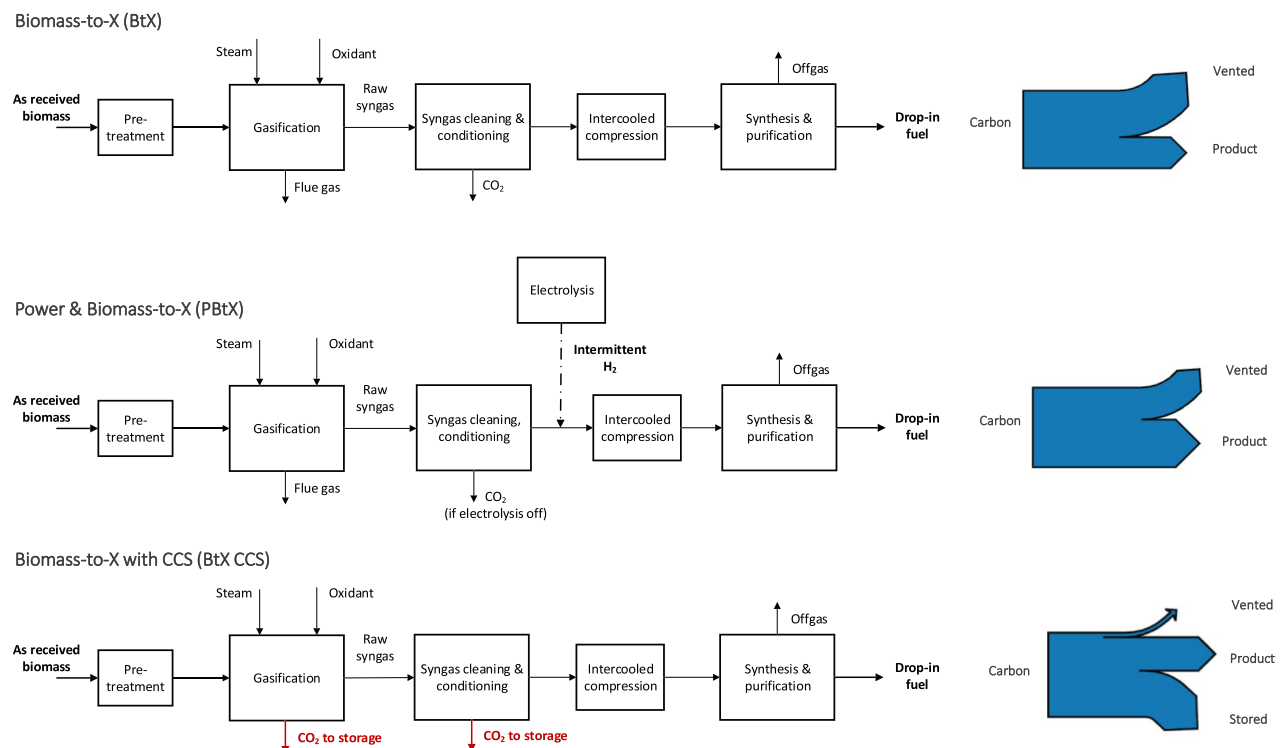 Biomass-to-X (BtX)
Steam
Oxidant
Offgas
Vented
As received
biomass
Pre-
treatment
Gasification
Raw
syngas
Syngas cleaning &
conditioning
Intercooled
compression
Synthesis &
purification
Drop-in
fuel
Carbon
Product
Flue gas
CO2
Power & Biomass-to-X (PBtX)
Electrolysis
Intermittent
H2
Steam
Oxidant
Offgas
Vented
As received
biomass
Pre-
treatment
Gasification
Raw
syngas
Syngas cleaning,
conditioning
Intercooled
compression
Synthesis &
purification
Drop-in
fuel
Carbon
Product
Flue gas
CO2
(if electrolysis off)
Biomass-to-X with CCS (BtX CCS)
Steam
Oxidant
Offgas
Vented
As received
biomass
Pre-
treatment
Gasification
Raw
syngas
Syngas cleaning &
conditioning
Intercooled
compression
Synthesis &
purification
Drop-in
fuel
Carbon
Product
Stored
CO2 to storage
CO2 to storage